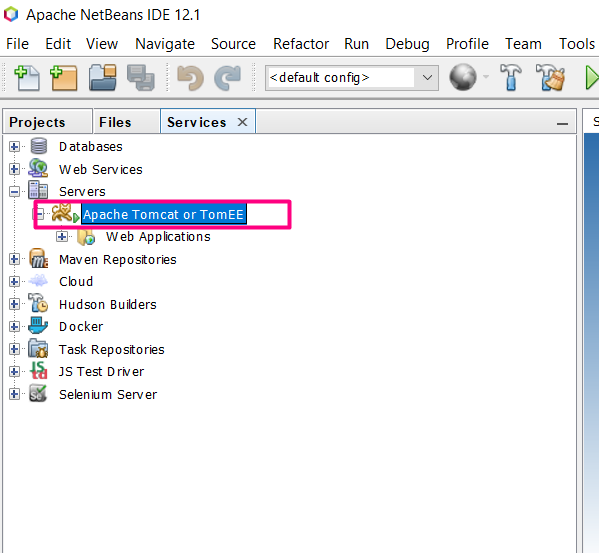 Apache NetBeans IDE 12.1
File Edit View Navigate Source Refactor Run Debug Profile Team Tools
<default config>
Projects Files Services
S
Databases
Web Services
Servers
Apache Tomcat or TomEE
Web Applications
Maven Repositories
Cloud
Hudson Builders
Docker
Task Repositories
JS Test Driver
Selenium Server